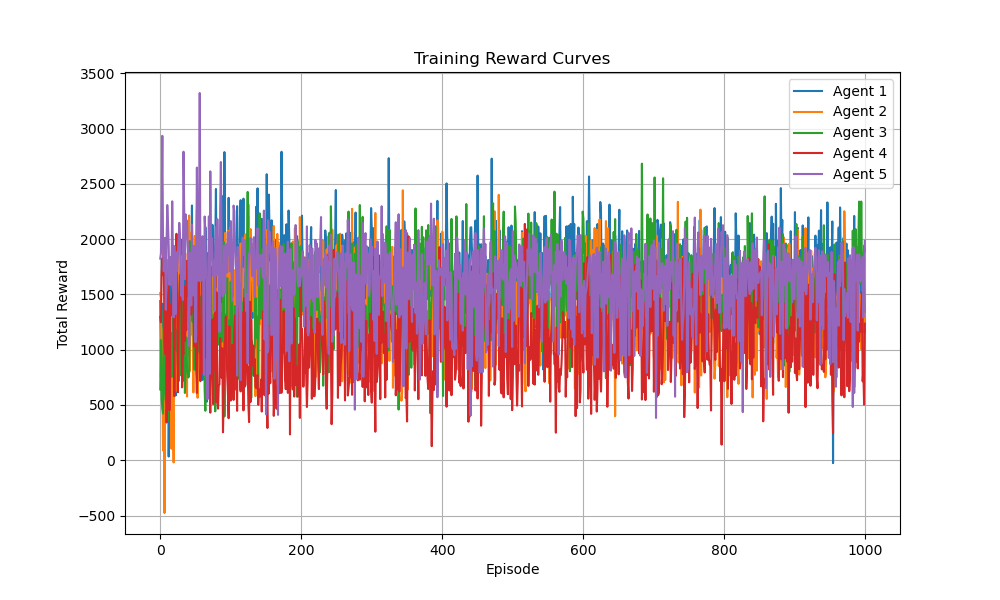 Training Reward Curves
3500
3000
2500
2000
1500
1000
500
0
−500
Total Reward
0 200 400 600 800 1000
Episode
Agent 1
Agent 2
Agent 3
Agent 4
Agent 5